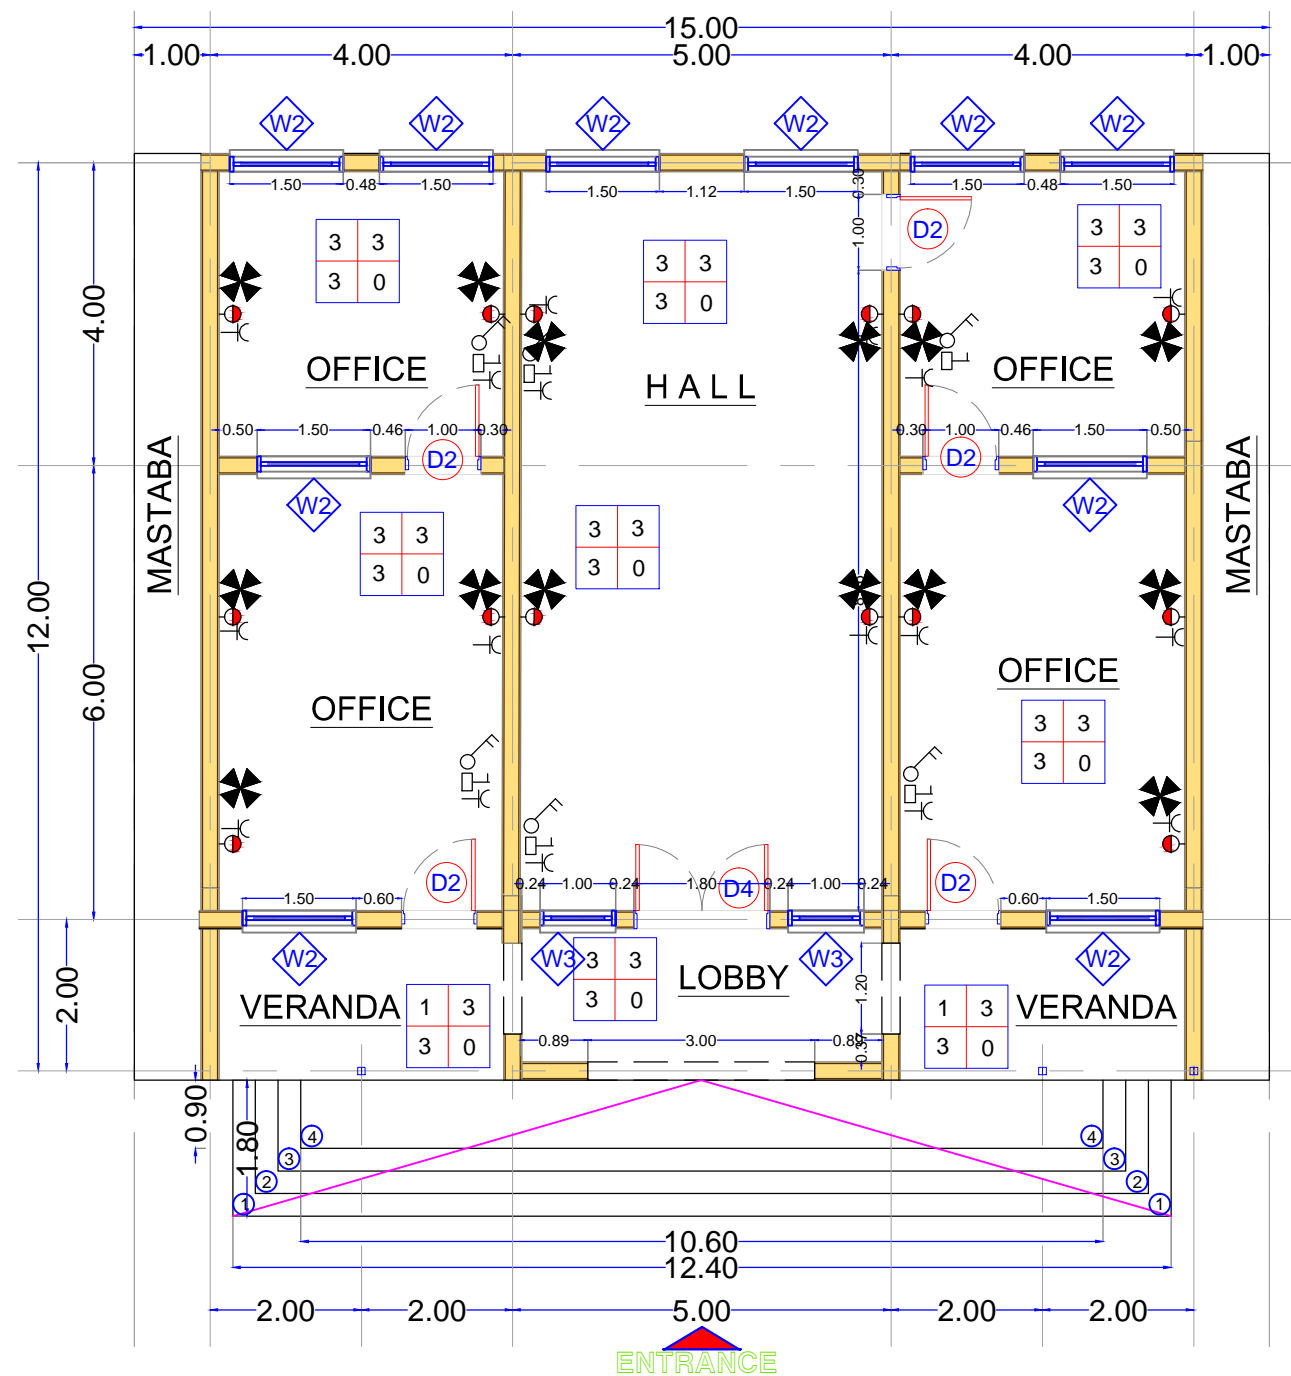 15.00
1.00 4.00 5.00 4.00 1.00
W2 W2 W2 W2 W2 W2
1.50 0.48 1.50 1.50 1.12 1.50 0.30 1.50 0.48 1.50
3 3 3 3 1.00 D2 3 3
3 0 3 0 3 0
4.00
OFFICE HALL OFFICE
0.50 1.50 0.46 1.00 0.30 0.30 1.00 0.46 1.50 0.50
D2 D2
MASTABA MASTABA
W2 W2
3 3 3 3
3 0 3 0
12.00
6.00
OFFICE OFFICE
3 3
3 0
D2 D4 D2
1.50 0.60 0.24 1.00 0.24 1.80 0.24 1.00 0.24 0.60 1.50
W2 W3 3 3 W3 W2
3 0
LOBBY
2.00 1.20
VERANDA 1 3 1 3 VERANDA
3 0 3 0
0.89 3.00 0.89 0.37
0.90 1.80
4 4
3 3
2 2
1 1
10.60
12.40
2.00 2.00 5.00 2.00 2.00
ENTRANCE